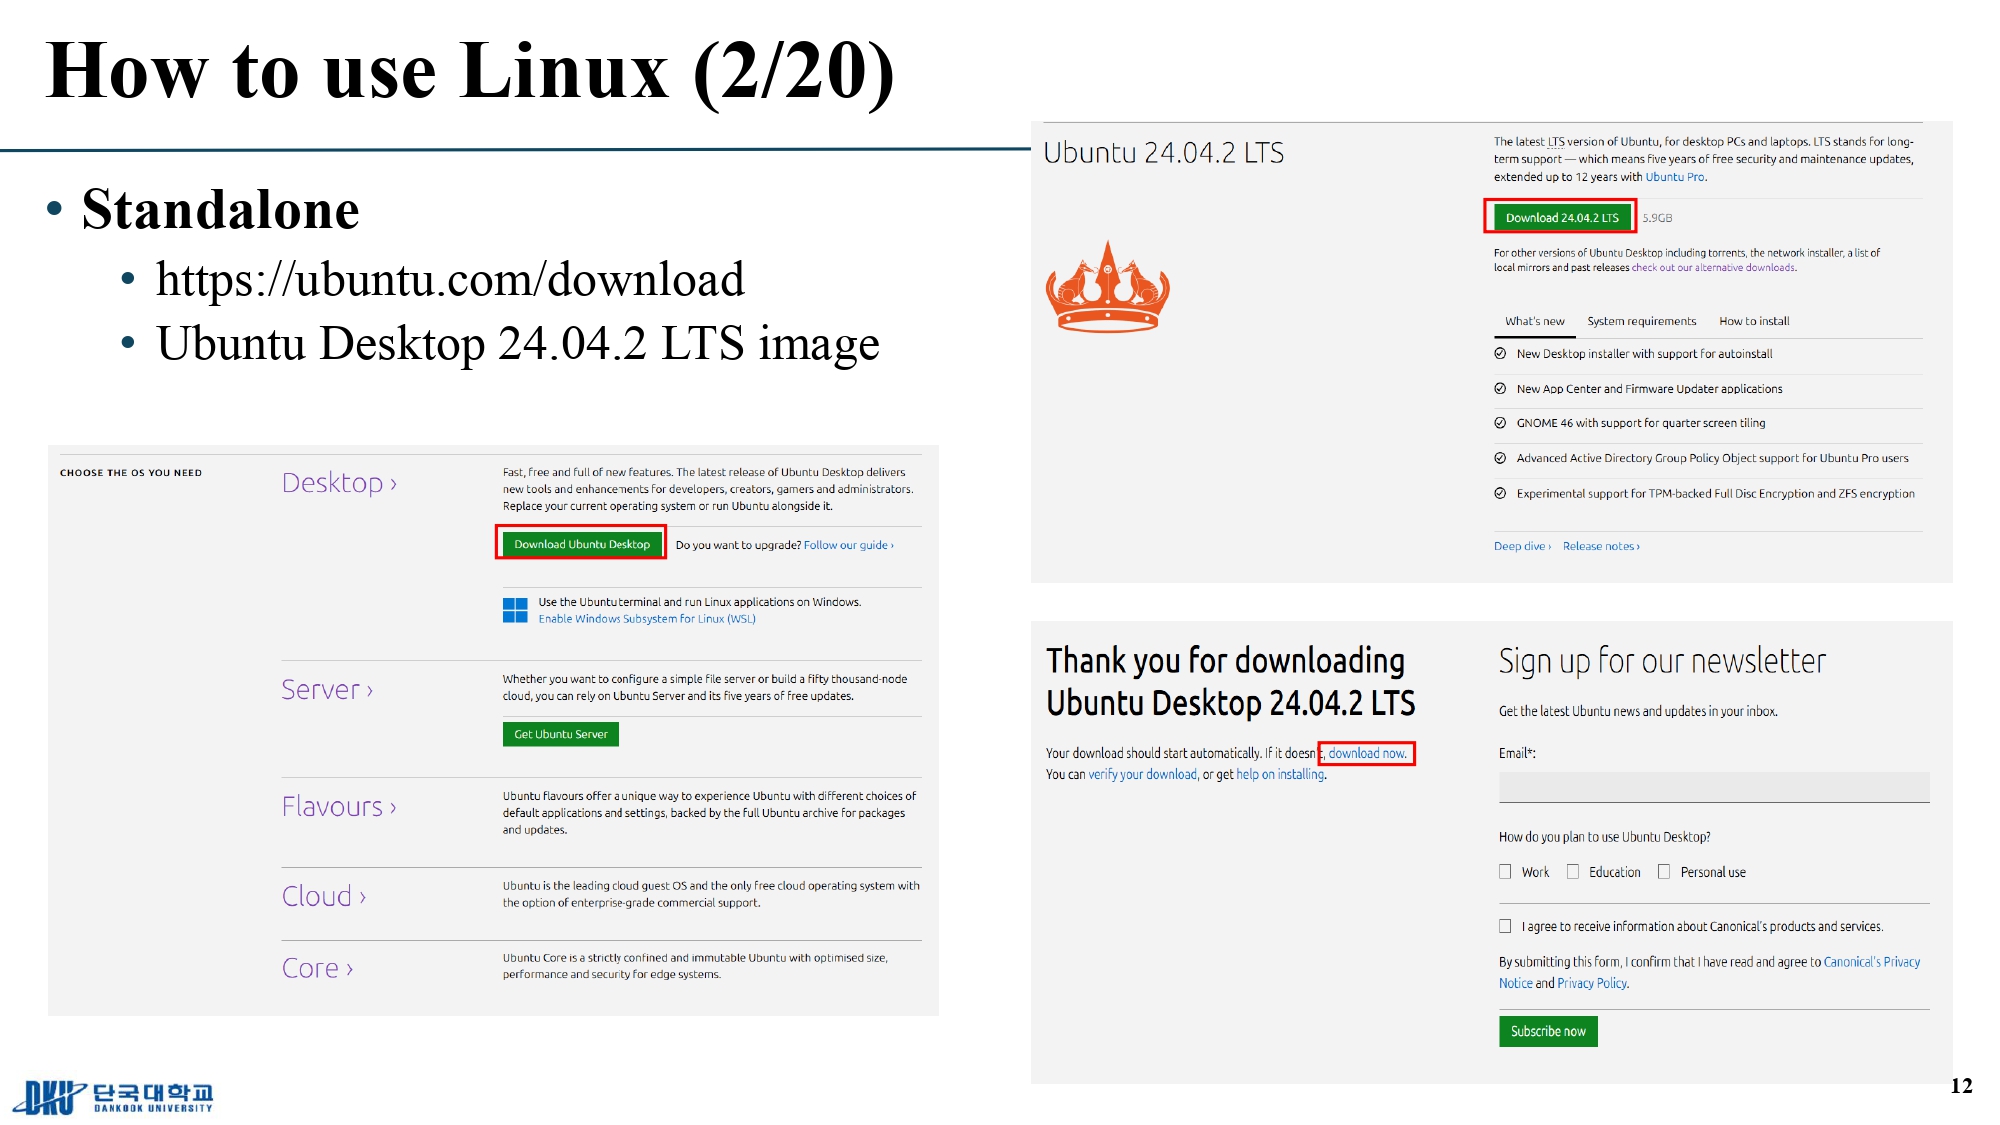 How to use Linux (2/20)
• Standalone
• https://ubuntu.com/download
• Ubuntu Desktop 24.04.2 LTS image
CHOOSE THE OS YOU NEED
Desktop ›
Fast, free and full of new features. The latest release of Ubuntu Desktop delivers
new tools and enhancements for developers, creators, gamers and administrators.
Replace your current operating system or run Ubuntu alongside it.
Download Ubuntu Desktop
Do you want to upgrade? Follow our guide ›
Use the Ubuntu terminal and run Linux applications on Windows.
Enable Windows Subsystem for Linux (WSL)
Server ›
Whether you want to configure a simple file server or build a fifty thousand-node
cloud, you can rely on Ubuntu Server and its five years of free updates.
Get Ubuntu Server
Flavours ›
Ubuntu flavours offer a unique way to experience Ubuntu with different choices of
default applications and settings, backed by the full Ubuntu archive for packages
and updates.
Cloud ›
Ubuntu is the leading cloud guest OS and the only free cloud operating system with
the option of enterprise-grade commercial support.
Core ›
Ubuntu Core is a strictly confined and immutable Ubuntu with optimised size,
performance and security for edge systems.
Ubuntu 24.04.2 LTS
The latest LTS version of Ubuntu, for desktop PCs and laptops. LTS stands for long-
term support — which means five years of free security and maintenance updates,
extended up to 12 years with Ubuntu Pro.
Download 24.04.2 LTS
5.9GB
For other versions of Ubuntu Desktop including torrents, the network installer, a list of
local mirrors and past releases check out our alternative downloads.
What's new System requirements How to install
New Desktop installer with support for autoinstall
New App Center and Firmware Updater applications
GNOME 46 with support for quarter screen tiling
Advanced Active Directory Group Policy Object support for Ubuntu Pro users
Experimental support for TPM-backed Full Disc Encryption and ZFS encryption
Deep dive › Release notes ›
Thank you for downloading
Ubuntu Desktop 24.04.2 LTS
Your download should start automatically. If it doesn't, download now.
You can verify your download, or get help on installing.
Sign up for our newsletter
Get the latest Ubuntu news and updates in your inbox.
Email*:
How do you plan to use Ubuntu Desktop?
Work Education Personal use
I agree to receive information about Canonical's products and services.
By submitting this form, I confirm that I have read and agree to Canonical's Privacy
Notice and Privacy Policy.
Subscribe now
DKU 단국대학교
DANKOOK UNIVERSITY
12